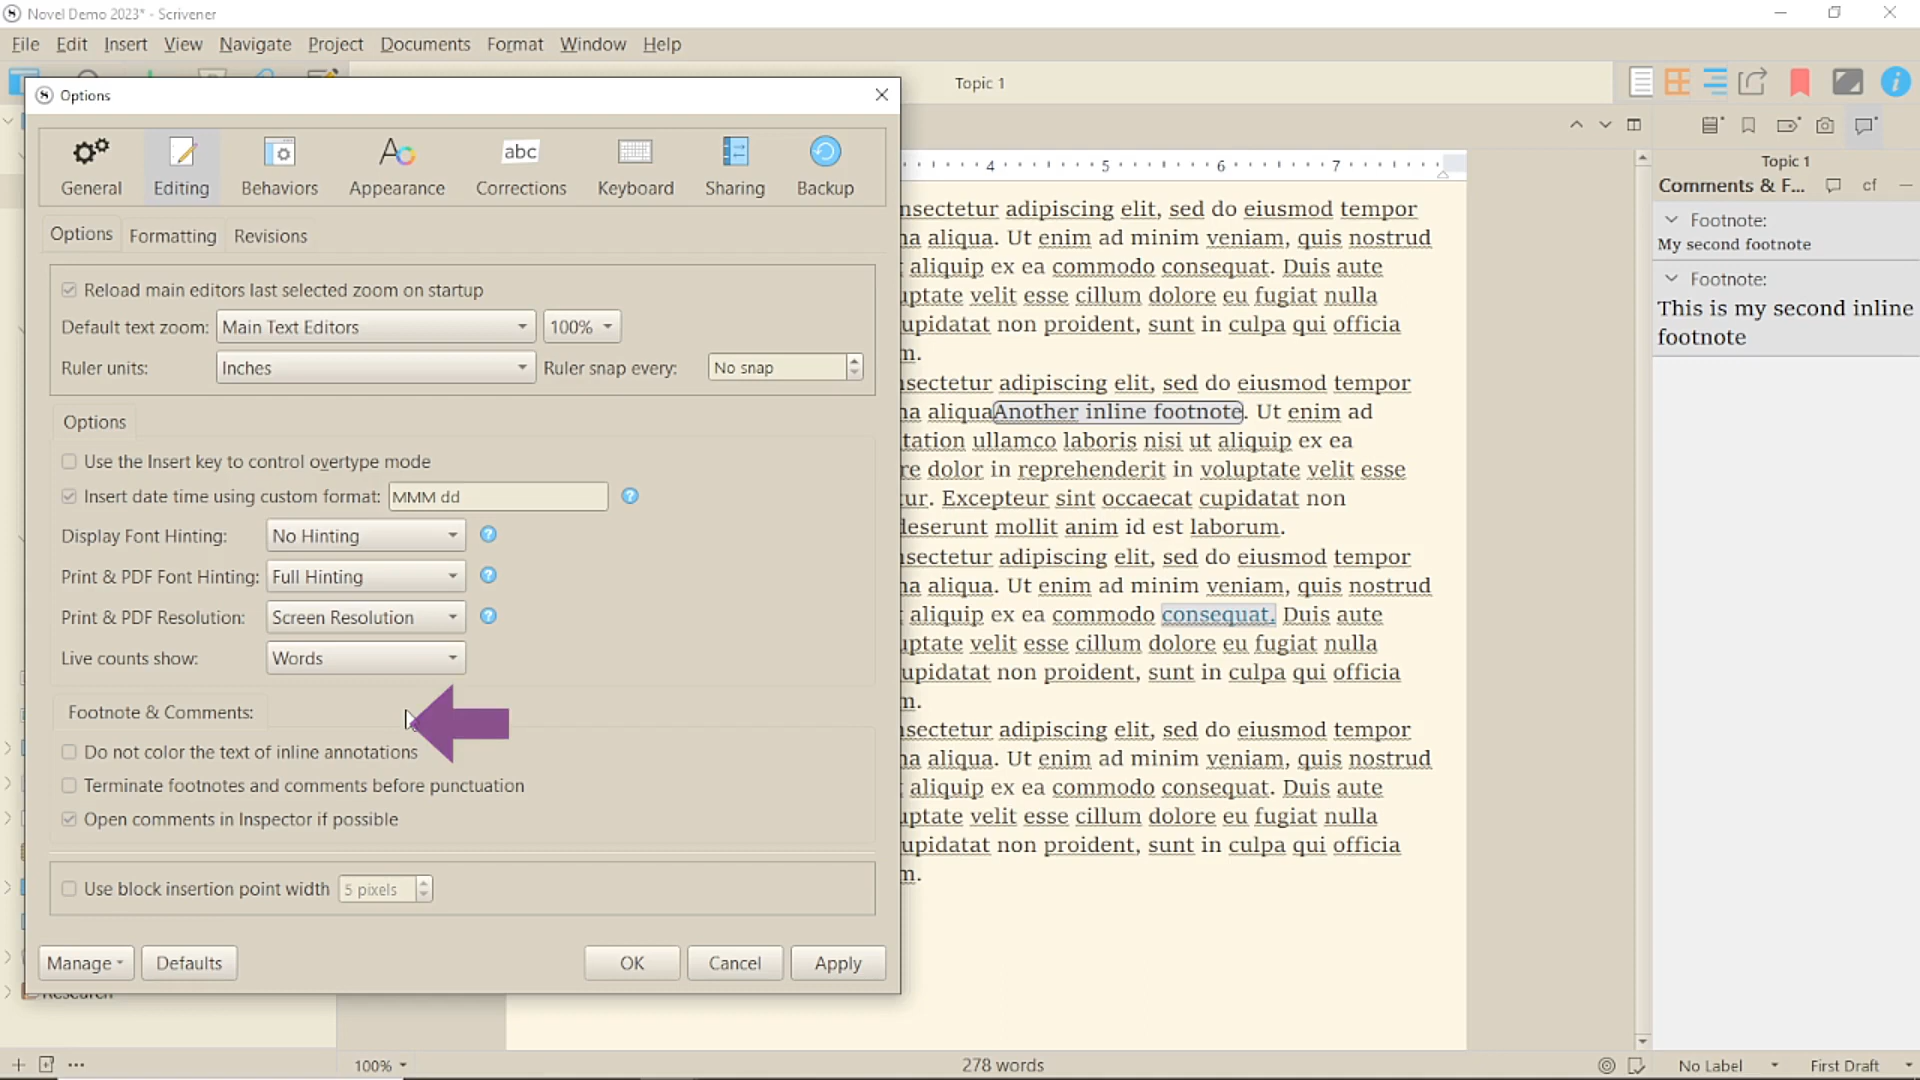 Novel Demo 2023* - Scrivener
File Edit Insert View Navigate Project Documents Format Window Help
Topic 1
Options
General Editing Behaviors Appearance Corrections Keyboard Sharing Backup
abc
Options Formatting Revisions
Reload main editors last selected zoom on startup
Default text zoom: Main Text Editors 100%
Ruler units: Inches Ruler snap every: No snap
Options
Use the Insert key to control overtype mode
Insert date time using custom format: MMM dd
Display Font Hinting: No Hinting
Print & PDF Font Hinting: Full Hinting
Print & PDF Resolution: Screen Resolution
Live counts show: Words
Footnote & Comments:
Do not color the text of inline annotations
Terminate footnotes and comments before punctuation
Open comments in Inspector if possible
Use block insertion point width 5 pixels
Manage Defaults OK Cancel Apply
Research
4 5 6 7
nsectetur adipiscing elit, sed do eiusmod tempor
na aliqua. Ut enim ad minim veniam, quis nostrud
aliquip ex ea commodo consequat. Duis aute
uptate velit esse cillum dolore eu fugiat nulla
upidatat non proident, sunt in culpa qui officia
m.
nsectetur adipiscing elit, sed do eiusmod tempor
na aliquaAnother inline footnote. Ut enim ad
tation ullamco laboris nisi ut aliquip ex ea
re dolor in reprehenderit in voluptate velit esse
ur. Excepteur sint occaecat cupidatat non
deserunt mollit anim id est laborum.
nsectetur adipiscing elit, sed do eiusmod tempor
na aliqua. Ut enim ad minim veniam, quis nostrud
aliquip ex ea commodo consequat. Duis aute
uptate velit esse cillum dolore eu fugiat nulla
upidatat non proident, sunt in culpa qui officia
m.
nsectetur adipiscing elit, sed do eiusmod tempor
na aliqua. Ut enim ad minim veniam, quis nostrud
aliquip ex ea commodo consequat. Duis aute
uptate velit esse cillum dolore eu fugiat nulla
upidatat non proident, sunt in culpa qui officia
m.
Topic 1
Comments & F... cf
Footnote:
My second footnote
Footnote:
This is my second inline
footnote
100% 278 words No Label First Draft